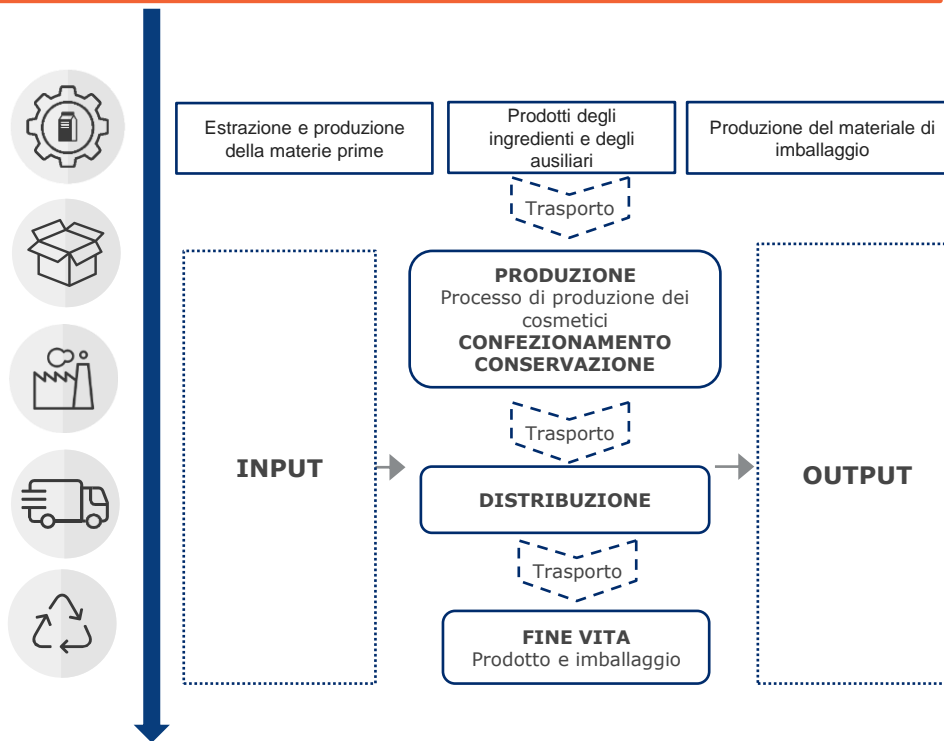 Estrazione e produzione
della materie prime
Prodotti degli
ingredienti e degli
ausiliari
Produzione del materiale di
imballaggio
Trasporto
PRODUZIONE
Processo di produzione dei
cosmetici
CONFEZIONAMENTO
CONSERVAZIONE
Trasporto
INPUT
DISTRIBUZIONE
OUTPUT
Trasporto
FINE VITA
Prodotto e imballaggio